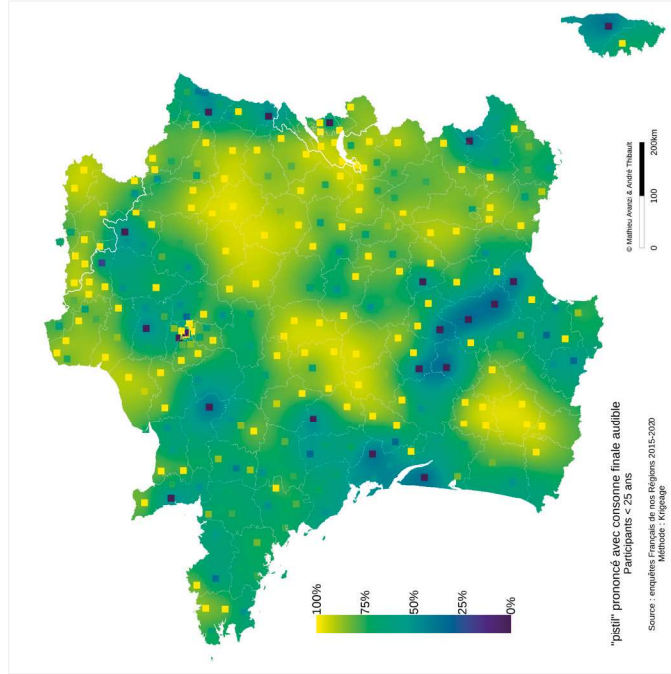 "pistil" prononcé avec consonne finale audible
Participants < 25 ans
Source : enquêtes Français de nos Régions 2015-2020
Méthode : Krigeage
100%
75%
50%
25%
0%
© Mathieu Avanzi & André Thibault
0 100 200km